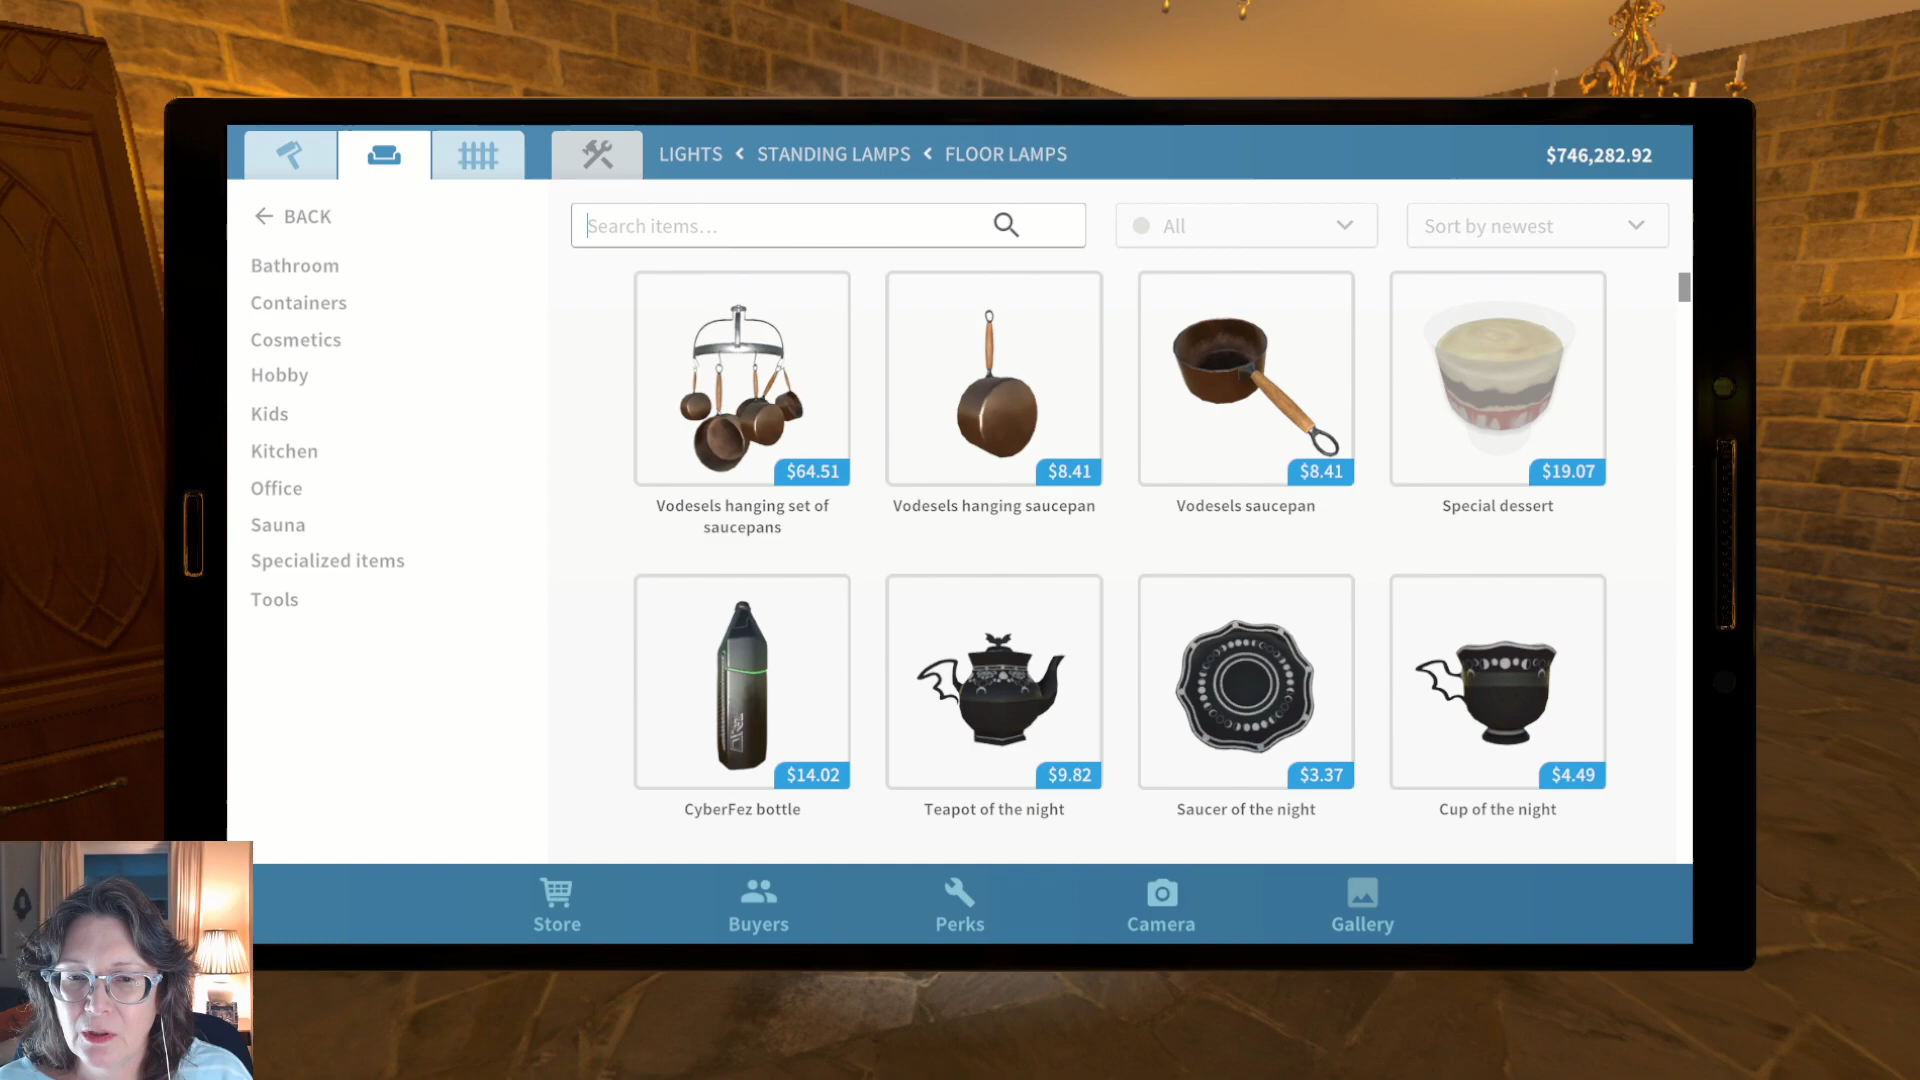 LIGHTS < STANDING LAMPS < FLOOR LAMPS
$746,282.92
BACK
Search items...
All
Sort by newest
Bathroom
Containers
Cosmetics
Hobby
Kids
Kitchen
Office
Sauna
Specialized items
Tools
$64.51
$8.41
$8.41
$19.07
Vodesels hanging set of
saucepans
Vodesels hanging saucepan
Vodesels saucepan
Special dessert
$14.02
$9.82
$3.37
$4.49
CyberFez bottle
Teapot of the night
Saucer of the night
Cup of the night
Store
Buyers
Perks
Camera
Gallery